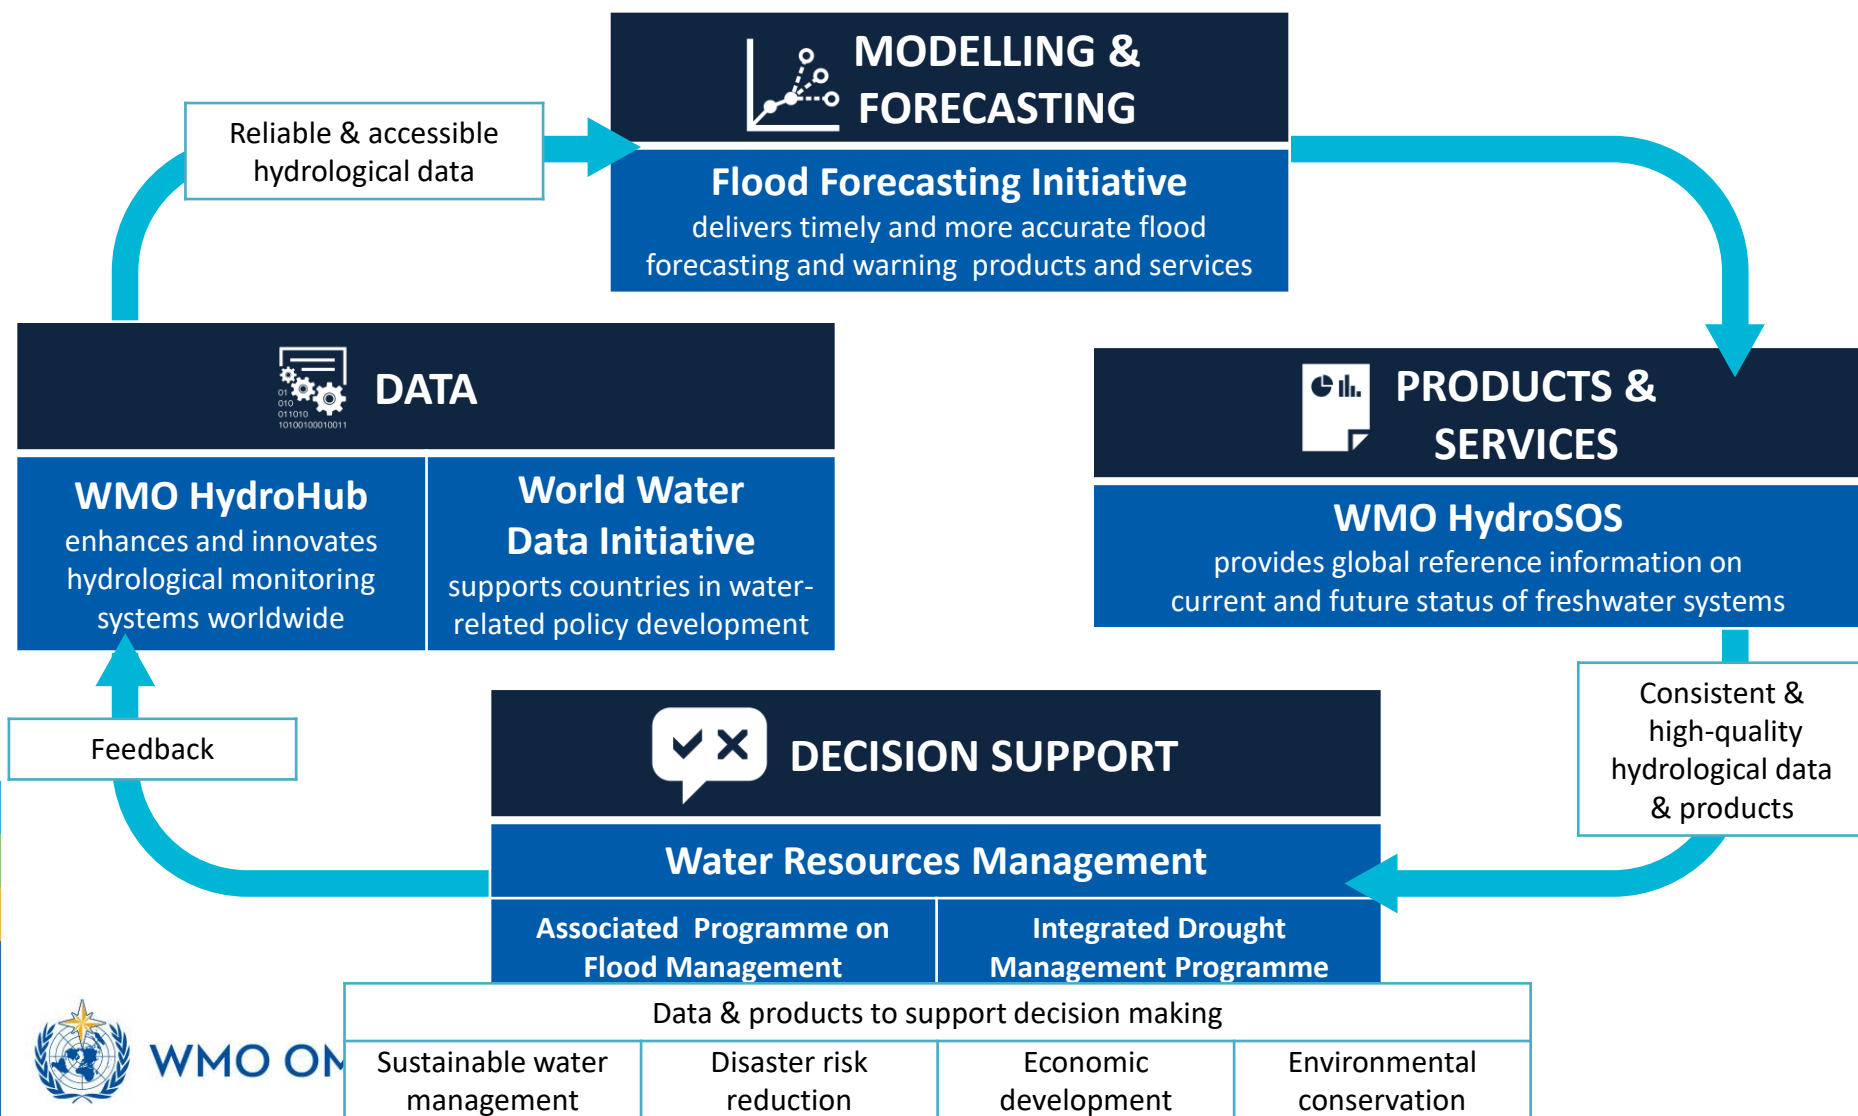 MODELLING &
FORECASTING
Reliable & accessible
hydrological data
Flood Forecasting Initiative
delivers timely and more accurate flood
forecasting and warning products and services
DATA
01
010
011010
10100100010011
PRODUCTS &
SERVICES
WMO HydroHub
enhances and innovates
hydrological monitoring
systems worldwide
World Water
Data Initiative
supports countries in water-
related policy development
WMO HydroSOS
provides global reference information on
current and future status of freshwater systems
Consistent &
high-quality
hydrological data
& products
Feedback
DECISION SUPPORT
Water Resources Management
Associated Programme on
Flood Management
Integrated Drought
Management Programme
Data & products to support decision making
Sustainable water
management
Disaster risk
reduction
Economic
development
Environmental
conservation
WMO OM